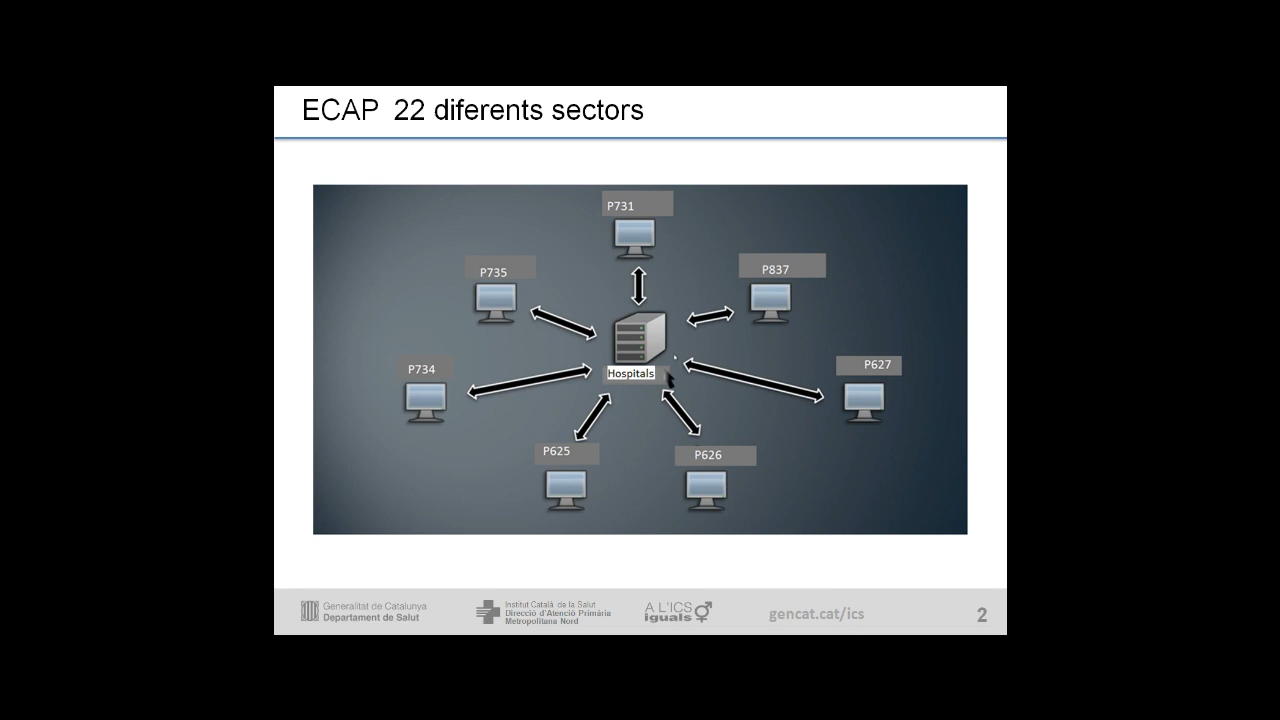 ECAP 22 diferents sectors
P731
P735
P837
P734
P627
Hospitals
P625
P626
Generalitat de Catalunya
Departament de Salut
Institut Català de la Salut
Direcció d'Atenció Primària
Metropolitana Nord
A L'ICS
iguals
gencat.cat/ics
2